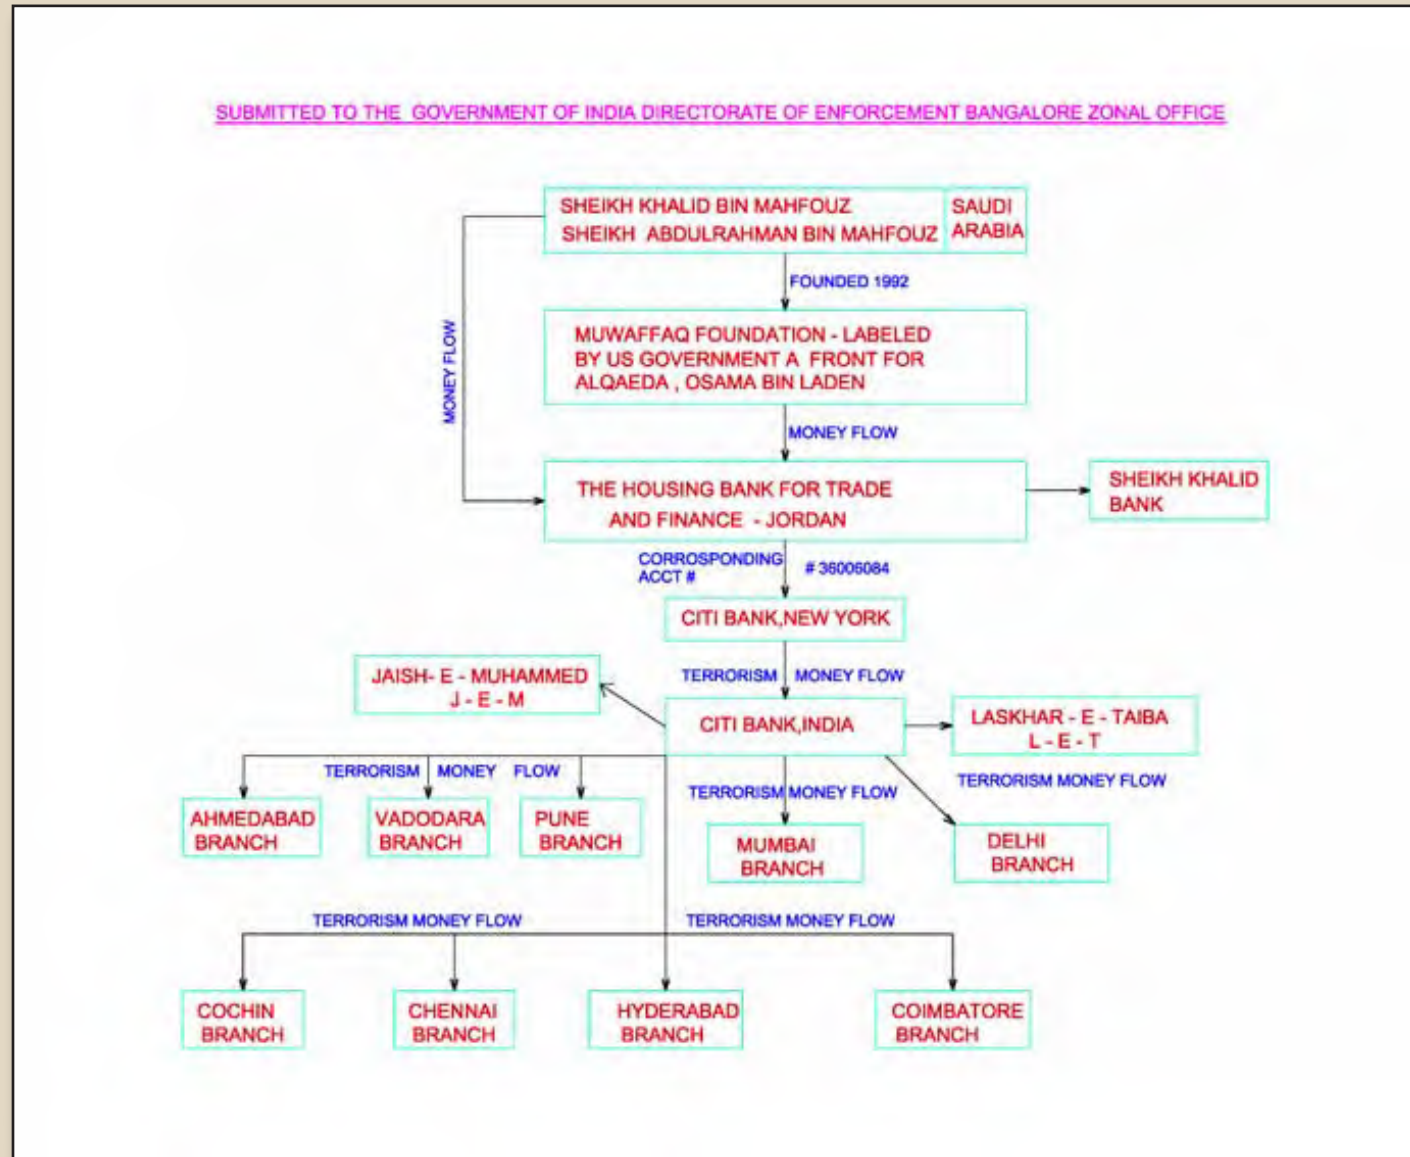 SUBMITTED TO THE GOVERNMENT OF INDIA DIRECTORATE OF ENFORCEMENT BANGALORE ZONAL OFFICE
SHEIKH KHALID BIN MAHFOUZ
SHEIKH ABDULRAHMAN BIN MAHFOUZ
SAUDI
ARABIA
FOUNDED 1992
MONEY FLOW
MUWAFFAQ FOUNDATION - LABELED
BY US GOVERNMENT A FRONT FOR
ALQAEDA , OSAMA BIN LADEN
MONEY FLOW
THE HOUSING BANK FOR TRADE
AND FINANCE - JORDAN
SHEIKH KHALID
BANK
CORROSPONDING
ACCT #
# 36006084
CITI BANK,NEW YORK
TERRORISM MONEY FLOW
JAISH- E - MUHAMMED
J - E - M
CITI BANK,INDIA
LASKHAR - E - TAIBA
L - E - T
TERRORISM MONEY FLOW
TERRORISM MONEY FLOW
TERRORISM MONEY FLOW
AHMEDABAD
BRANCH
VADODARA
BRANCH
PUNE
BRANCH
MUMBAI
BRANCH
DELHI
BRANCH
TERRORISM MONEY FLOW
TERRORISM MONEY FLOW
COCHIN
BRANCH
CHENNAI
BRANCH
HYDERABAD
BRANCH
COIMBATORE
BRANCH